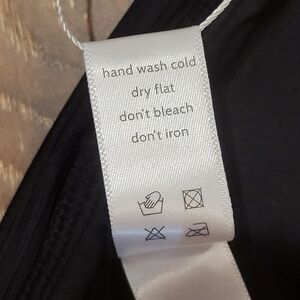 hand wash cold
dry flat
don't bleach
don't iron